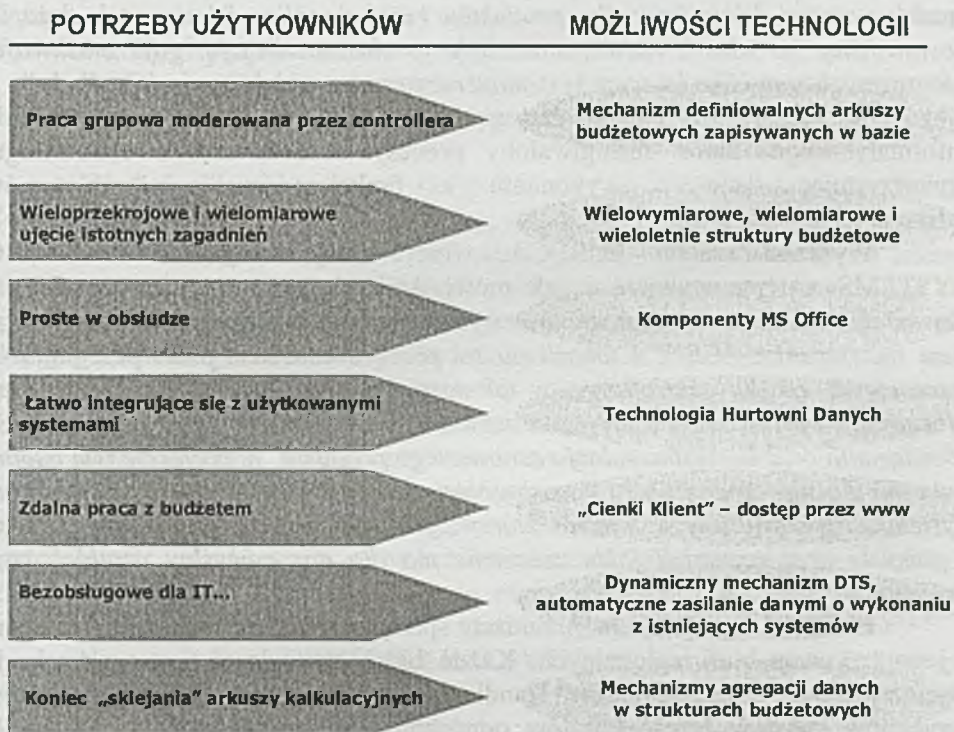 POTRZEBY UŻYTKOWNIKÓW
MOŻLIWOŚCI TECHNOLOGII
Praca grupowa moderowana przez controllera
Mechanizm definiowalnych arkuszy
budżetowych zapisywanych w bazie
Wieloprzekrojowe i wielomiarowe
ujęcie istotnych zagadnień
Wielowymiarowe, wielomiarowe i
wieloletnie struktury budżetowe
Proste w obsłudze
Komponenty MS Office
Łatwo integrujące się z użytkowanymi
systemami
Technologia Hurtowni Danych
Zdalna praca z budżetem
„Cienki Klient” – dostęp przez www
Bezobsługowe dla IT...
Dynamiczny mechanizm DTS,
automatyczne zasilanie danymi o wykonaniu
z istniejących systemów
Koniec „sklejania” arkuszy kalkulacyjnych
Mechanizmy agregacji danych
w strukturach budżetowych